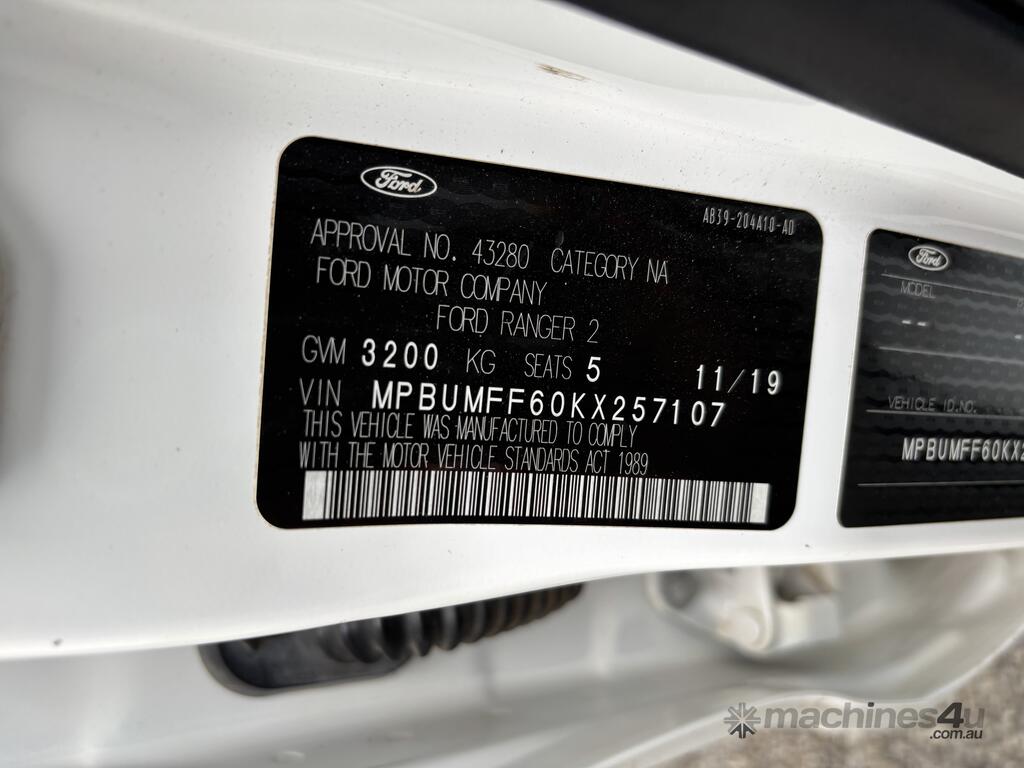 Ford
AB39-204A10-AD
APPROVAL NO. 43280 CATEGORY NA
FORD MOTOR COMPANY
FORD RANGER 2
GVM 3200 KG SEATS 5 11/19
VIN MPBUMFF60KX257107
THIS VEHICLE WAS MANUFACTURED TO COMPLY
WITH THE MOTOR VEHICLE STANDARDS ACT 1989
Ford
MODEL
--
VEHICLE ID.NO.
MPBUMFF60KX2
machines4u
.com.au